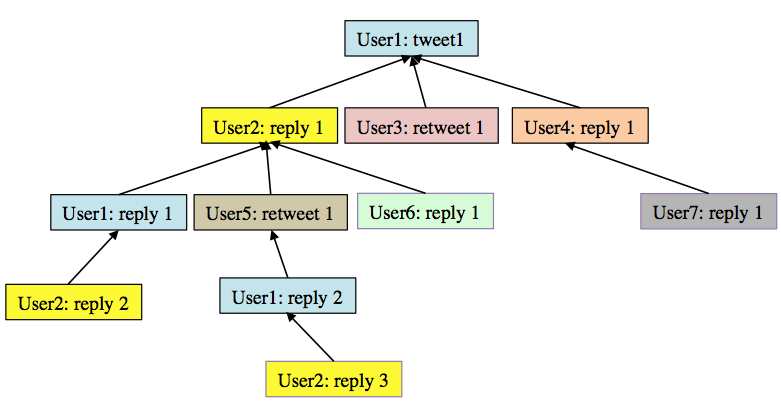 User1: tweet1
User2: reply 1
User3: retweet 1
User4: reply 1
User1: reply 1
User5: retweet 1
User6: reply 1
User7: reply 1
User2: reply 2
User1: reply 2
User2: reply 3